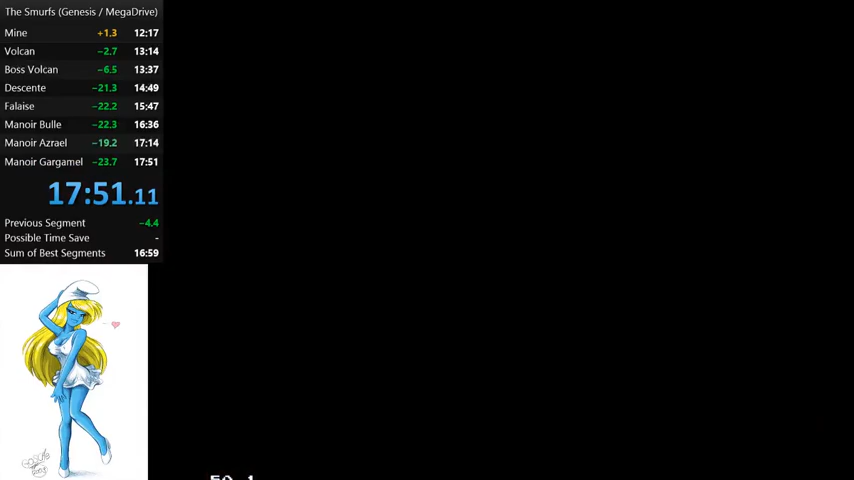 The Smurfs (Genesis / MegaDrive)
Mine +1.3 12:17
Volcan −2.7 13:14
Boss Volcan −6.5 13:37
Descente −21.3 14:49
Falaise −22.2 15:47
Manoir Bulle −22.3 16:36
Manoir Azrael −19.2 17:14
Manoir Gargamel −23.7 17:51
17:51.11
Previous Segment −4.4
Possible Time Save -
Sum of Best Segments 16:59